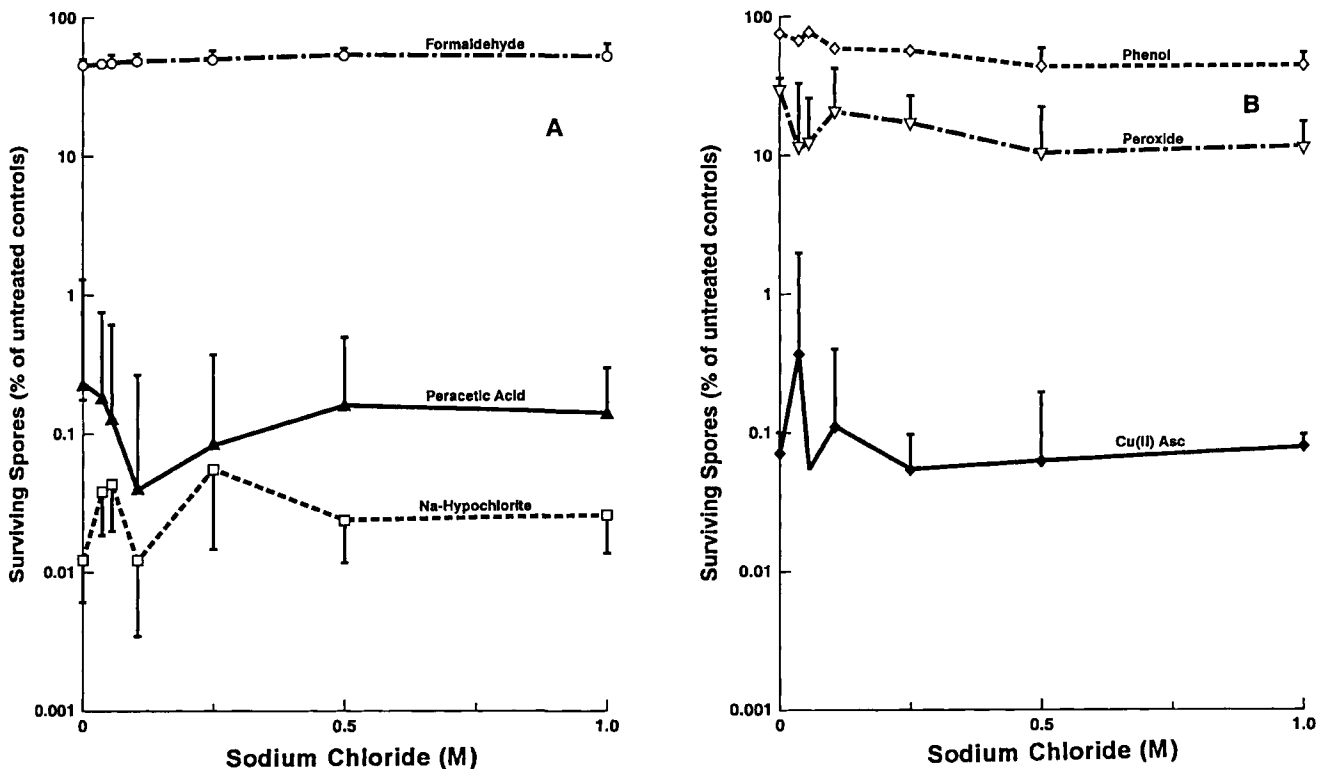 100
10
1
0.1
0.01
0.001
Surviving Spores (% of untreated controls)
Formaldehyde
A
Peracetic Acid
Na-Hypochlorite
0
0.5
1.0
Sodium Chloride (M)
100
10
1
0.1
0.01
0.001
Surviving Spores (% of untreated controls)
Phenol
B
Peroxide
Cu(II) Asc
0
0.5
1.0
Sodium Chloride (M)